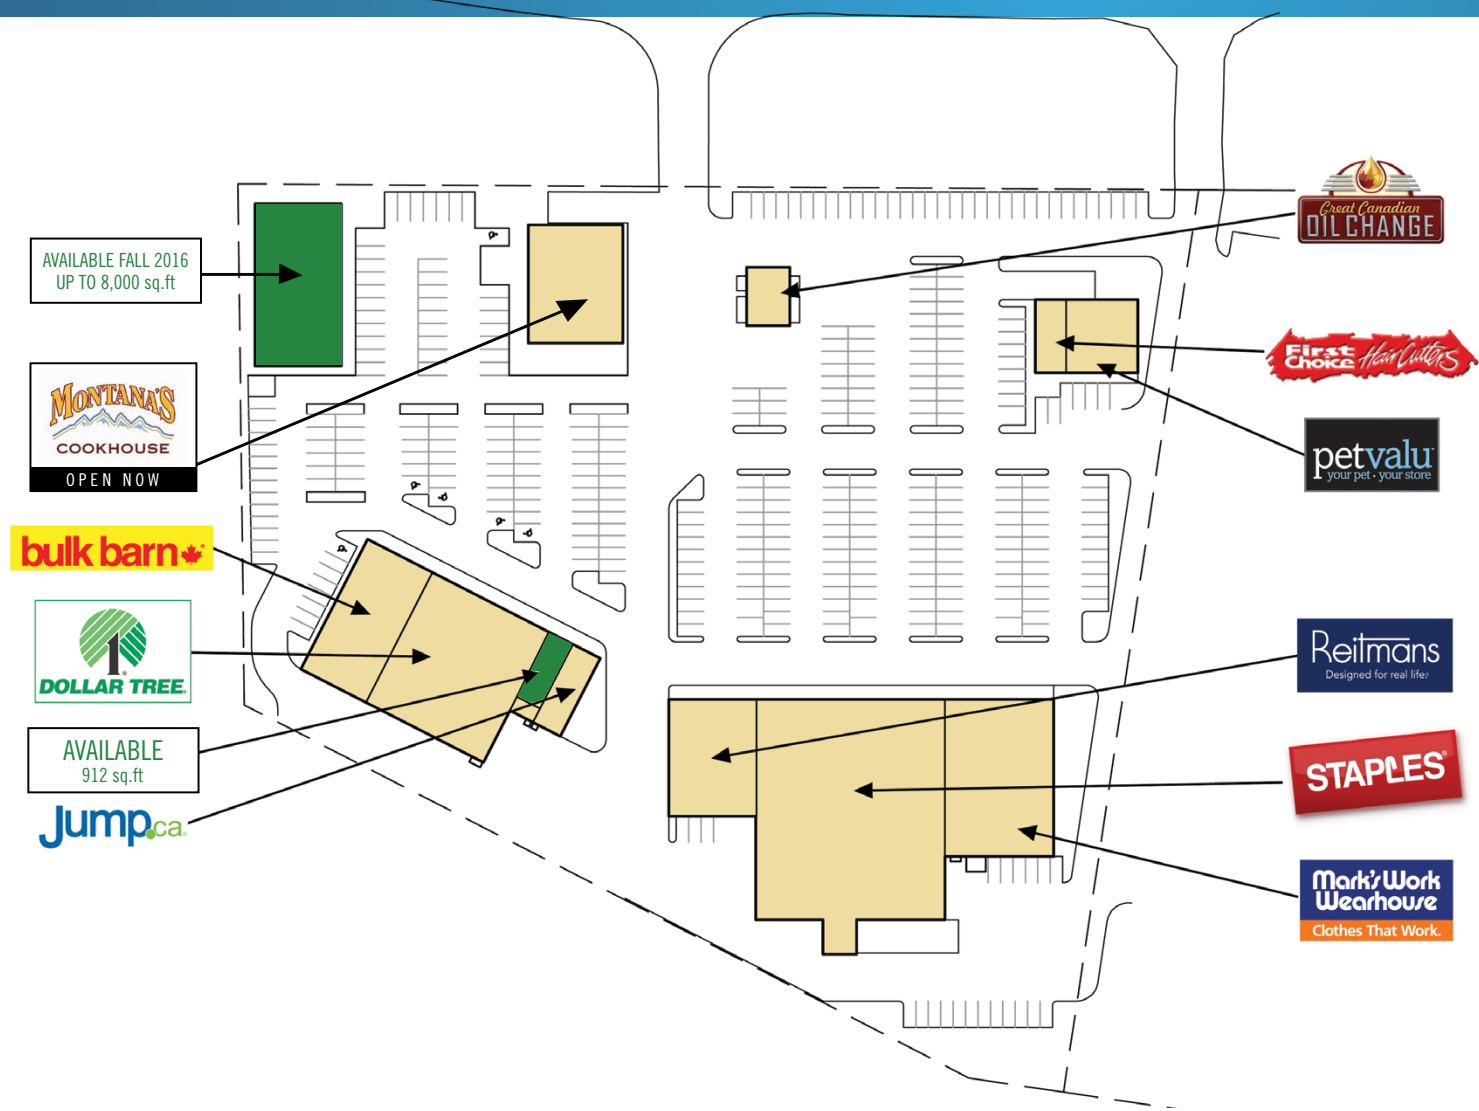 AVAILABLE FALL 2016
UP TO 8,000 sq.ft
MONTANA'S
COOKHOUSE
OPEN NOW
bulk barn
1
DOLLAR TREE.
AVAILABLE
912 sq.ft
Jump.ca
Great Canadian
OIL CHANGE
First
Choice HairCutters
petvalu
your pet · your store
Reitmans
Designed for real life.
STAPLES
Mark's Work
Wearhouse
Clothes That Work.